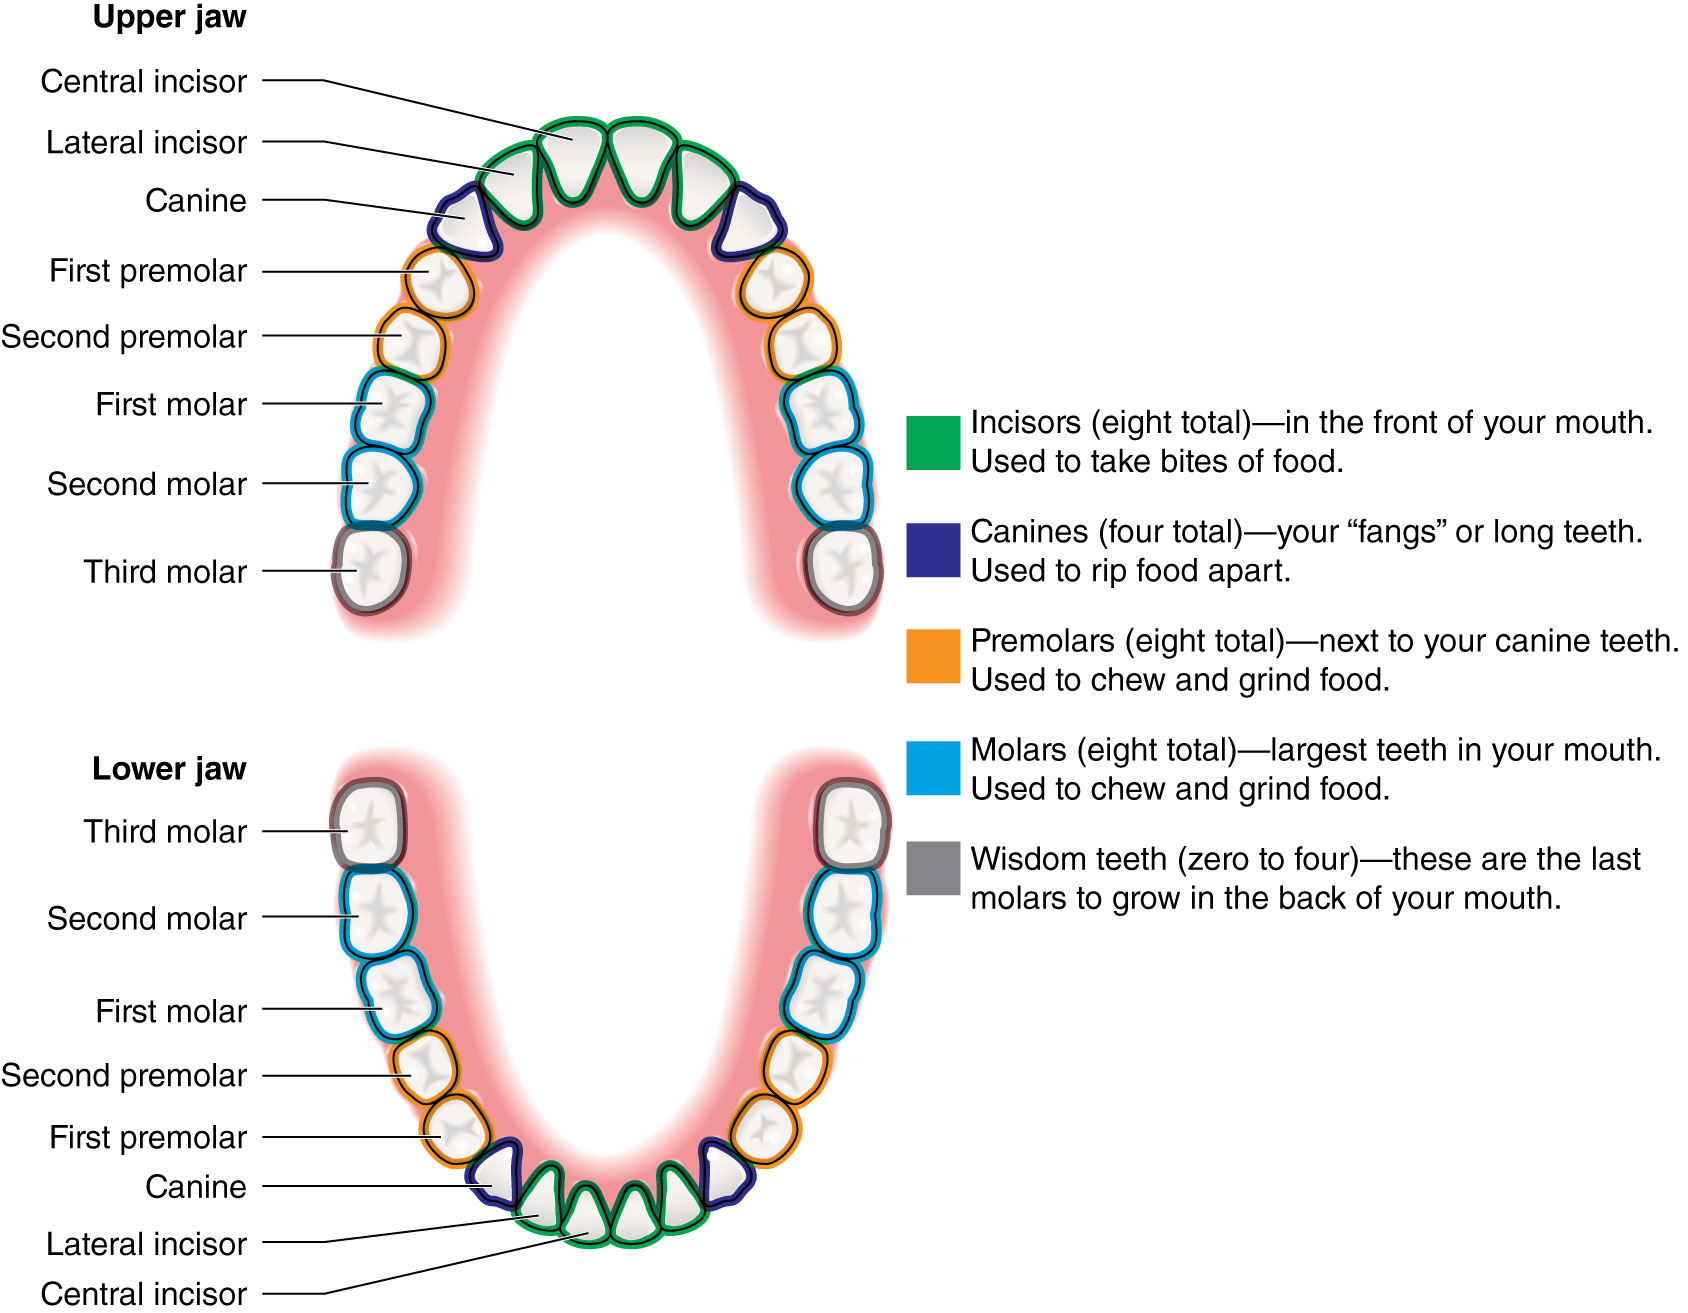 Upper jaw
Central incisor
Lateral incisor
Canine
First premolar
Second premolar
First molar
Second molar
Third molar
Lower jaw
Third molar
Second molar
First molar
Second premolar
First premolar
Canine
Lateral incisor
Central incisor
Incisors (eight total)—in the front of your mouth.
Used to take bites of food.
Canines (four total)—your “fangs” or long teeth.
Used to rip food apart.
Premolars (eight total)—next to your canine teeth.
Used to chew and grind food.
Molars (eight total)—largest teeth in your mouth.
Used to chew and grind food.
Wisdom teeth (zero to four)—these are the last
molars to grow in the back of your mouth.